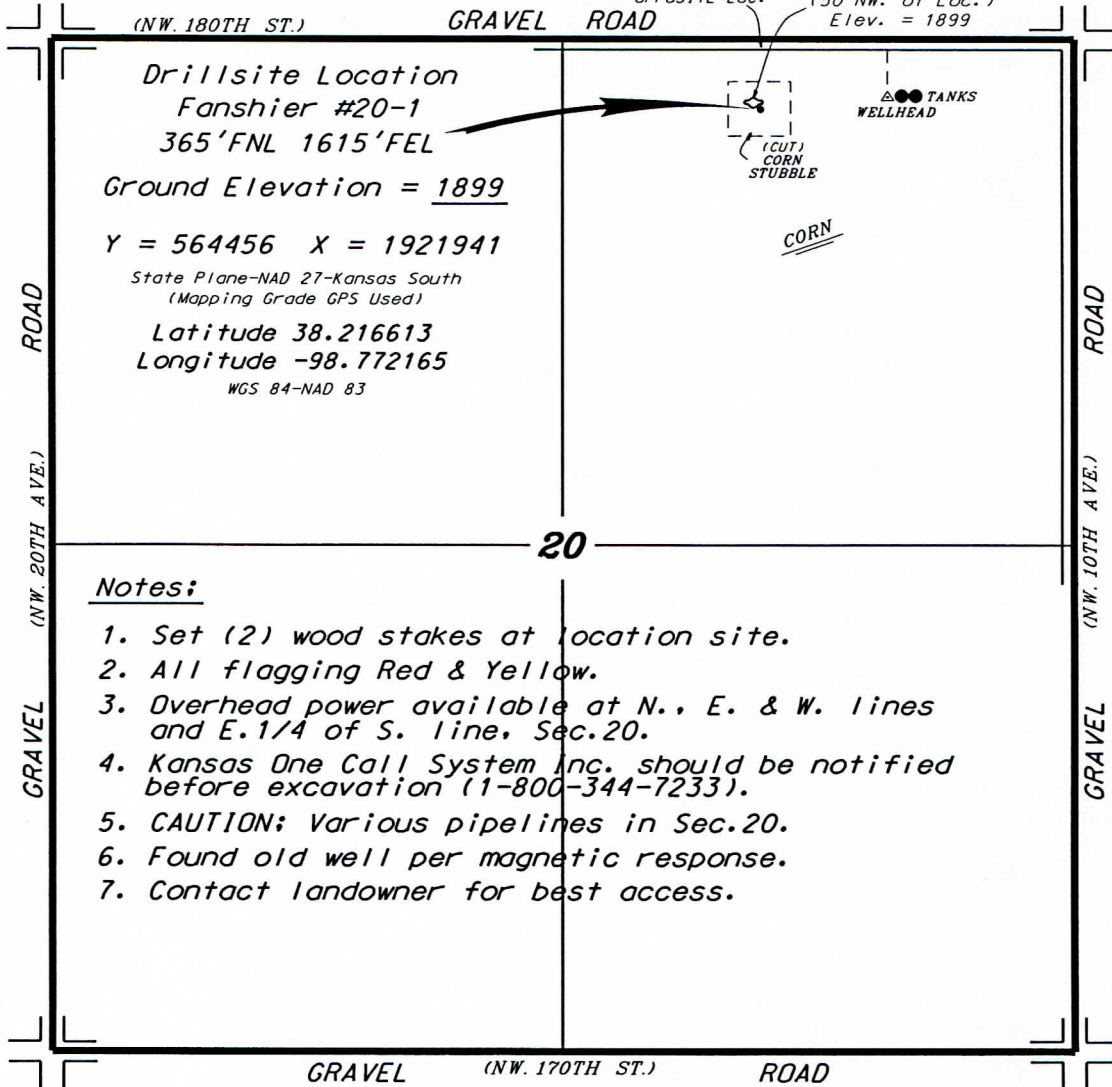 OPPOSITE LOC.
(50' NW. of LOC.)
(NW. 180TH ST.) GRAVEL ROAD Elev. = 1899
Drillsite Location
Fanshier #20-1
365'FNL 1615'FEL
Ground Elevation = 1899
Y = 564456 X = 1921941
State Plane-NAD 27-Kansas South
(Mapping Grade GPS Used)
Latitude 38.216613
Longitude -98.772165
WGS 84-NAD 83
TANKS
WELLHEAD
(CUT)
CORN
STUBBLE
CORN
GRAVEL (NW. 20TH AVE.) ROAD
GRAVEL (NW. 10TH AVE.) ROAD
20
Notes:
1. Set (2) wood stakes at location site.
2. All flagging Red & Yellow.
3. Overhead power available at N., E. & W. lines
and E.1/4 of S. line, Sec.20.
4. Kansas One Call System Inc. should be notified
before excavation (1-800-344-7233).
5. CAUTION: Various pipelines in Sec.20.
6. Found old well per magnetic response.
7. Contact landowner for best access.
GRAVEL (NW. 170TH ST.) ROAD